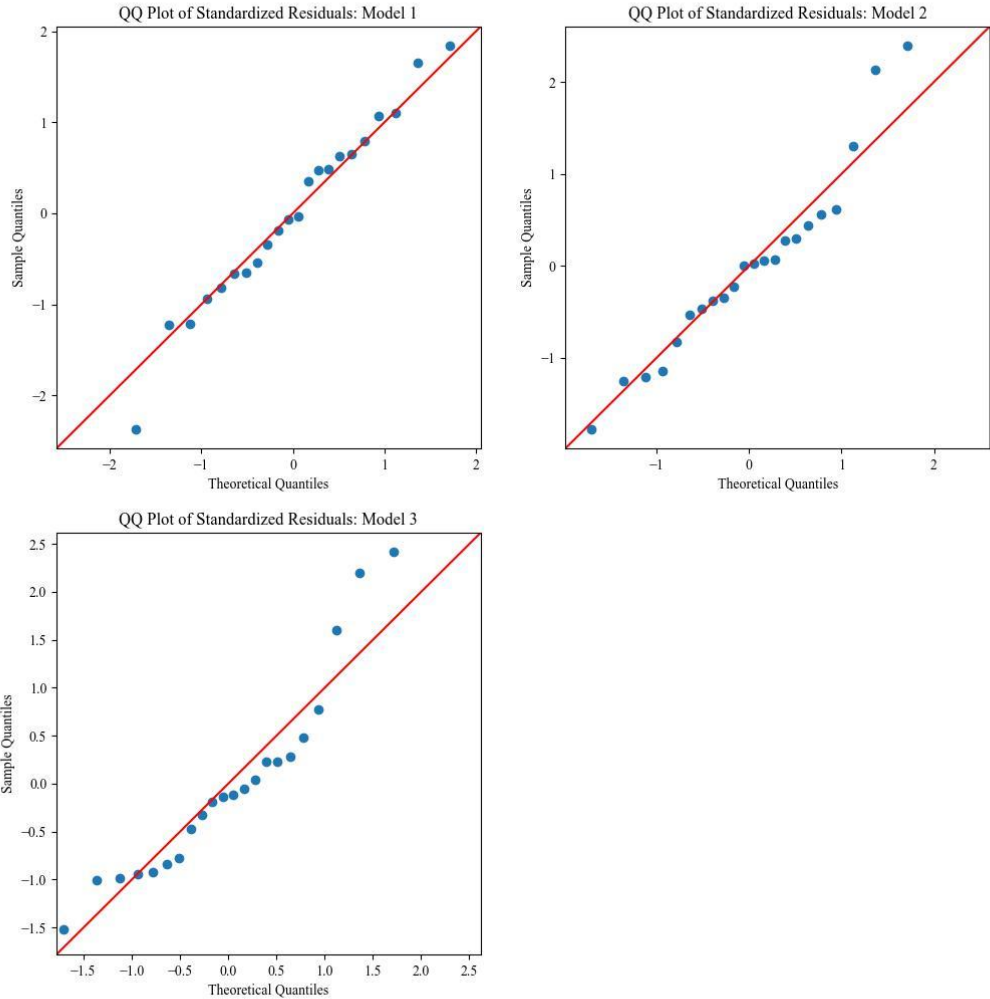 QQ Plot of Standardized Residuals: Model 1
2
1
0
−1
−2
Sample Quantiles
−2 −1 0 1 2
Theoretical Quantiles
QQ Plot of Standardized Residuals: Model 2
2
1
0
−1
Sample Quantiles
−1 0 1 2
Theoretical Quantiles
QQ Plot of Standardized Residuals: Model 3
2.5
2.0
1.5
1.0
0.5
0.0
−0.5
−1.0
−1.5
Sample Quantiles
−1.5 −1.0 −0.5 0.0 0.5 1.0 1.5 2.0 2.5
Theoretical Quantiles